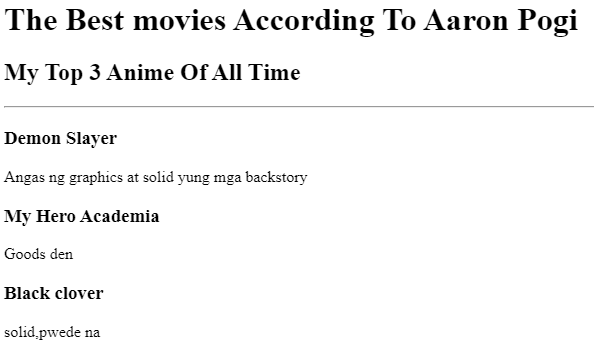 The Best movies According To Aaron Pogi
My Top 3 Anime Of All Time
Demon Slayer
Angas ng graphics at solid yung mga backstory
My Hero Academia
Goods den
Black clover
solid,pwede na